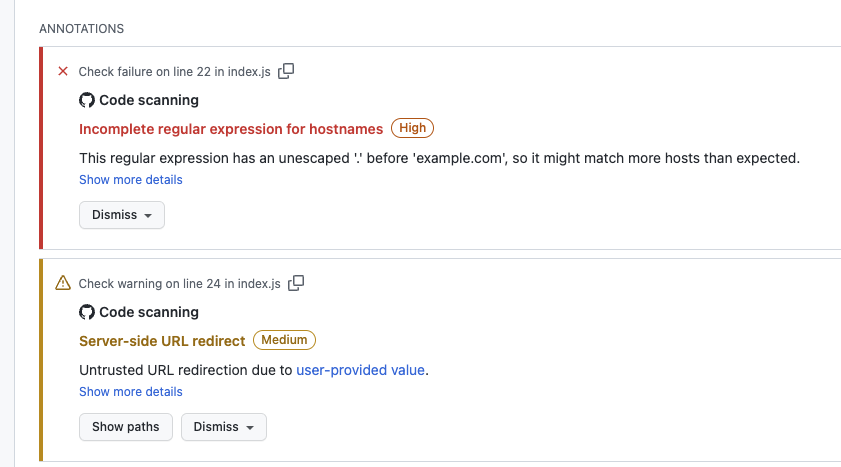 ANNOTATIONS
Check failure on line 22 in index.js
Code scanning
Incomplete regular expression for hostnames High
This regular expression has an unescaped '.' before 'example.com', so it might match more hosts than expected.
Show more details
Dismiss
Check warning on line 24 in index.js
Code scanning
Server-side URL redirect Medium
Untrusted URL redirection due to user-provided value.
Show more details
Show paths Dismiss